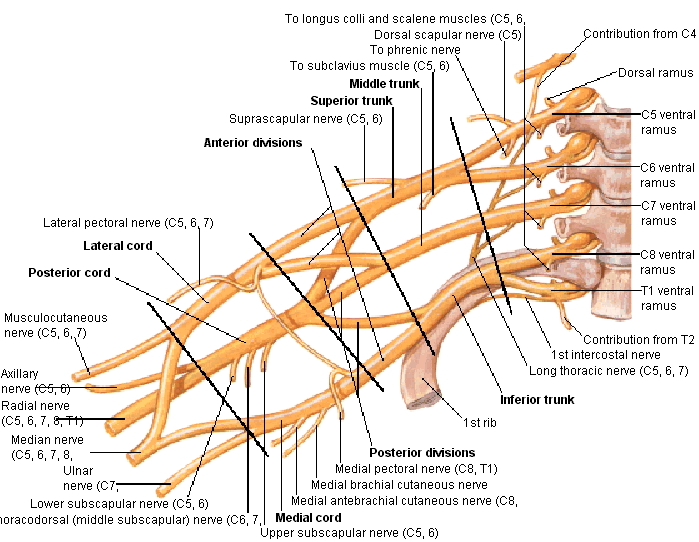 To longus colli and scalene muscles (C5, 6,
Contribution from C4
Dorsal scapular nerve (C5)
To phrenic nerve
To subclavius muscle (C5, 6)
Dorsal ramus
Middle trunk
Superior trunk
Suprascapular nerve (C5, 6)
C5 ventral
ramus
Anterior divisions
C6 ventral
ramus
C7 ventral
ramus
Lateral pectoral nerve (C5, 6, 7)
Lateral cord
C8 ventral
ramus
Posterior cord
T1 ventral
ramus
Musculocutaneous
nerve (C5, 6, 7)
Contribution from T2
1st intercostal nerve
Long thoracic nerve (C5, 6, 7)
Axillary
nerve (C5, 6)
Inferior trunk
Radial nerve
(C5, 6, 7, 8, T1)
1st rib
Median nerve
(C5, 6, 7, 8,
Posterior divisions
Medial pectoral nerve (C8, T1)
Ulnar
nerve (C7,
Medial brachial cutaneous nerve
Medial antebrachial cutaneous nerve (C8,
Lower subscapular nerve (C5, 6)
horacodorsal (middle subscapular) nerve (C6, 7,
Medial cord
Upper subscapular nerve (C5, 6)